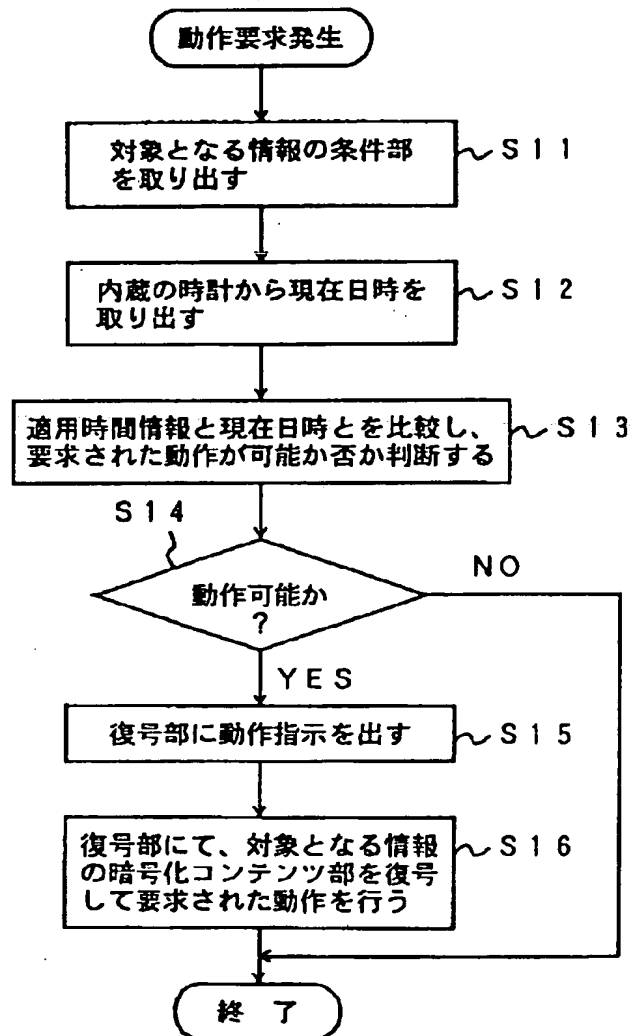 動作要求発生
対象となる情報の条件部
を取り出す
S11
内蔵の時計から現在日時を
取り出す
S12
適用時間情報と現在日時とを比較し、
要求された動作が可能か否か判断する
S13
S14
動作可能か
?
NO
YES
復号部に動作指示を出す
S15
復号部にて、対象となる情報
の暗号化コンテンツ部を復号
して要求された動作を行う
S16
終了